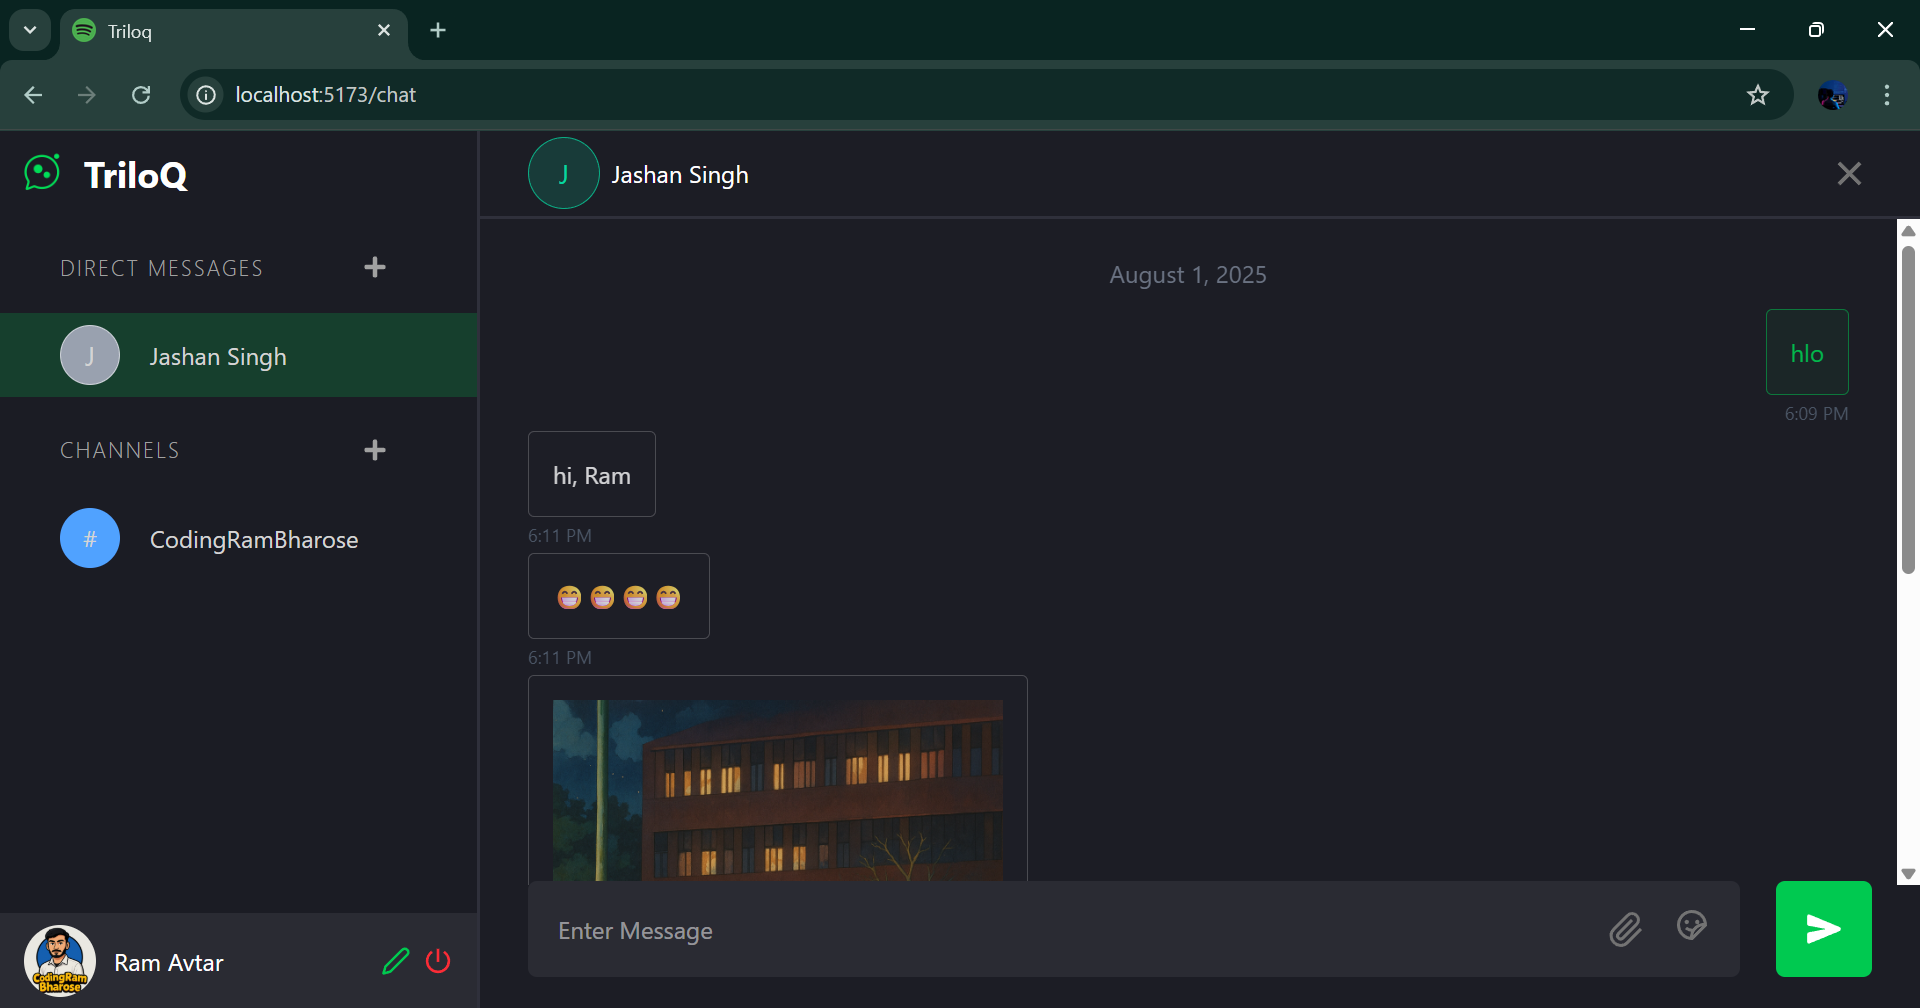 Triloq
localhost:5173/chat
TriloQ
DIRECT MESSAGES
J
Jashan Singh
CHANNELS
#
CodingRamBharose
CodingRam
Bharose
Ram Avtar
J
Jashan Singh
August 1, 2025
hlo
6:09 PM
hi, Ram
6:11 PM
😁😁😁😁
6:11 PM
Enter Message